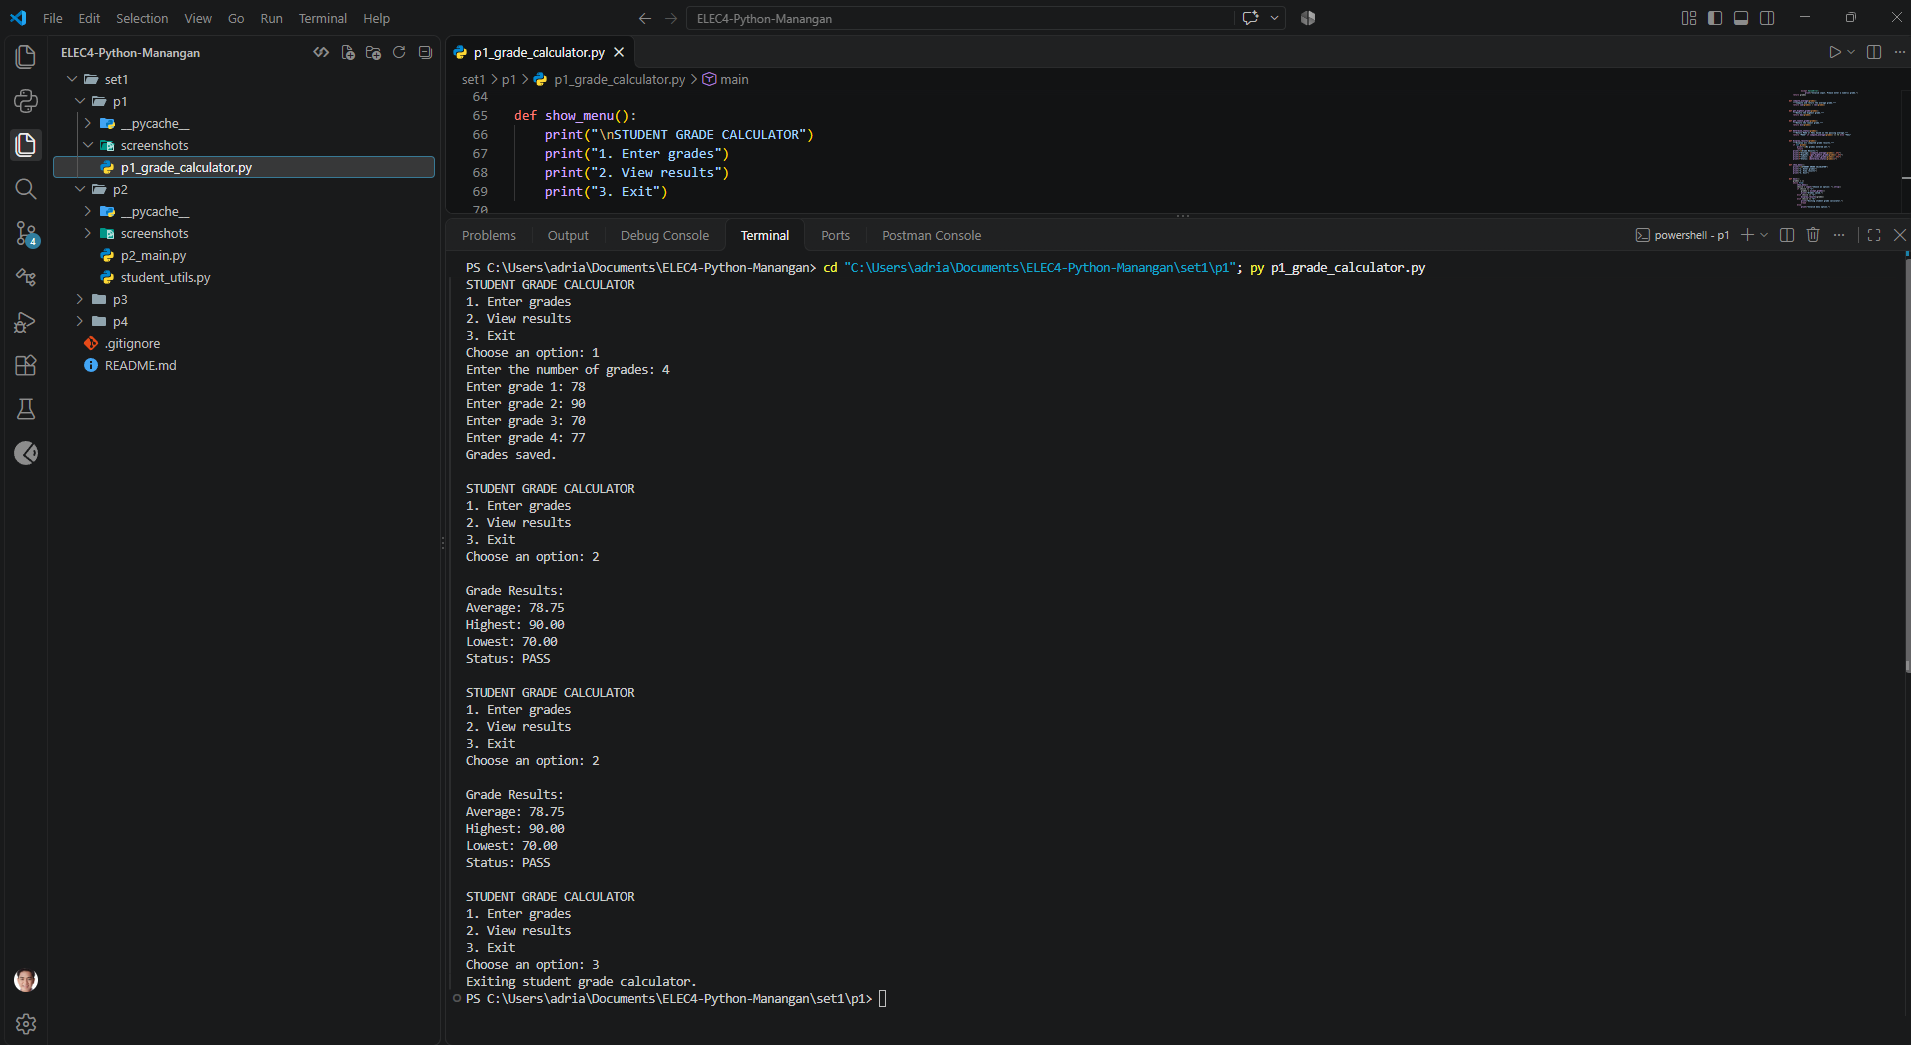 File Edit Selection View Go Run Terminal Help
ELEC4-Python-Manangan
ELEC4-Python-Manangan
set1
p1
__pycache__
screenshots
p1_grade_calculator.py
p2
__pycache__
screenshots
p2_main.py
student_utils.py
p3
p4
.gitignore
README.md
4
p1_grade_calculator.py
set1 > p1 > p1_grade_calculator.py > main
64
65 def show_menu():
66 print("\nSTUDENT GRADE CALCULATOR")
67 print("1. Enter grades")
68 print("2. View results")
69 print("3. Exit")
70
Problems Output Debug Console Terminal Ports Postman Console
powershell - p1
PS C:\Users\adria\Documents\ELEC4-Python-Manangan> cd "C:\Users\adria\Documents\ELEC4-Python-Manangan\set1\p1"; py p1_grade_calculator.py
STUDENT GRADE CALCULATOR
1. Enter grades
2. View results
3. Exit
Choose an option: 1
Enter the number of grades: 4
Enter grade 1: 78
Enter grade 2: 90
Enter grade 3: 70
Enter grade 4: 77
Grades saved.
STUDENT GRADE CALCULATOR
1. Enter grades
2. View results
3. Exit
Choose an option: 2
Grade Results:
Average: 78.75
Highest: 90.00
Lowest: 70.00
Status: PASS
STUDENT GRADE CALCULATOR
1. Enter grades
2. View results
3. Exit
Choose an option: 2
Grade Results:
Average: 78.75
Highest: 90.00
Lowest: 70.00
Status: PASS
STUDENT GRADE CALCULATOR
1. Enter grades
2. View results
3. Exit
Choose an option: 3
Exiting student grade calculator.
PS C:\Users\adria\Documents\ELEC4-Python-Manangan\set1\p1>